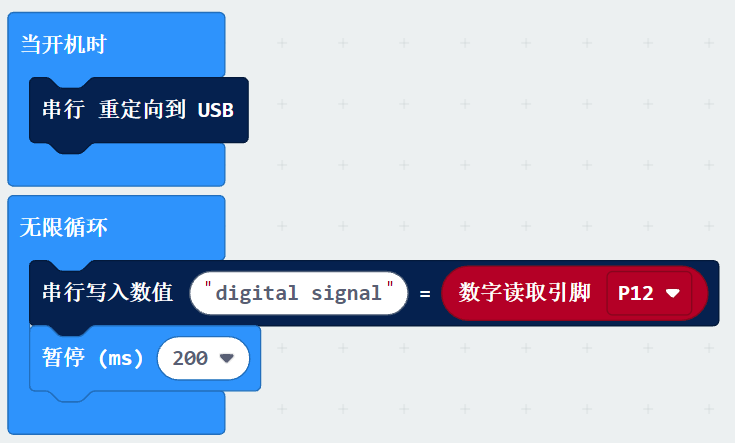 当开机时
串行 重定向到 USB
无限循环
串行写入数值 "digital signal" = 数字读取引脚 P12
暂停 (ms) 200